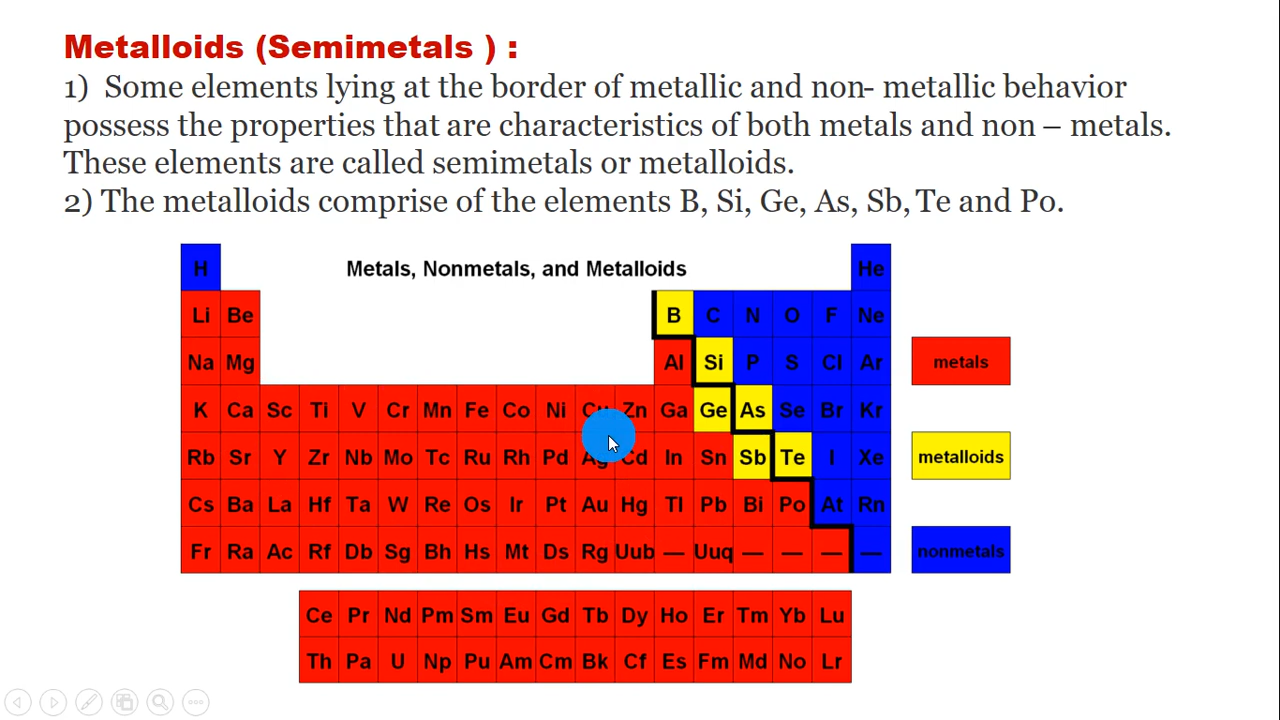 Metalloids (Semimetals ) :
1) Some elements lying at the border of metallic and non- metallic behavior
possess the properties that are characteristics of both metals and non – metals.
These elements are called semimetals or metalloids.
2) The metalloids comprise of the elements B, Si, Ge, As, Sb, Te and Po.
H Metals, Nonmetals, and Metalloids He
Li Be B C N O F Ne
Na Mg Al Si P S Cl Ar metals
K Ca Sc Ti V Cr Mn Fe Co Ni Cu Zn Ga Ge As Se Br Kr
Rb Sr Y Zr Nb Mo Tc Ru Rh Pd Ag Cd In Sn Sb Te I Xe metalloids
Cs Ba La Hf Ta W Re Os Ir Pt Au Hg Tl Pb Bi Po At Rn
Fr Ra Ac Rf Db Sg Bh Hs Mt Ds Rg Uub — Uuq — — — — nonmetals
Ce Pr Nd Pm Sm Eu Gd Tb Dy Ho Er Tm Yb Lu
Th Pa U Np Pu Am Cm Bk Cf Es Fm Md No Lr